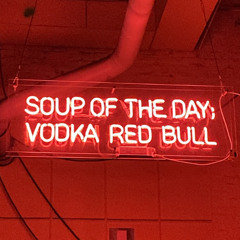 SOUP OF THE DAY;
VODKA RED BULL